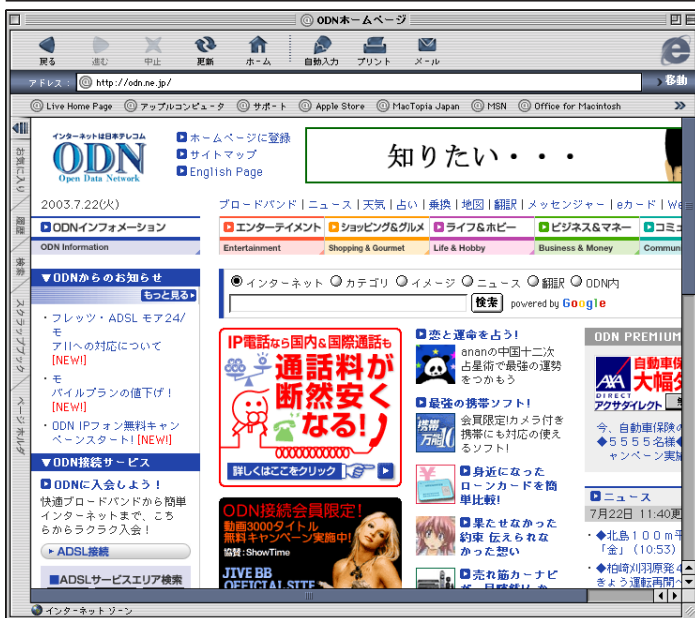 ODNホームページ
戻る 進む 中止 更新 ホーム 自動入力 プリント メール
アドレス： http://odn.ne.jp/ 移動
Live Home Page アップルコンピュータ サポート Apple Store MacTopia Japan MSN Office for Macintosh
お気に入り
履歴
検索
スクラップブック
ページホルダ
インターネットは日本テレコム
ODN
Open Data Network
ホームページに登録
サイトマップ
English Page
知りたい・・・
2003.7.22(火)
ブロードバンド | ニュース | 天気 | 占い | 乗換 | 地図 | 翻訳 | メッセンジャー | eカード | We
ODNインフォメーション
ODN Information
エンターテイメント
Entertainment
ショッピング&グルメ
Shopping & Gourmet
ライフ&ホビー
Life & Hobby
ビジネス&マネー
Business & Money
コミュ
Commun
▼ODNからのお知らせ
もっと見る
・フレッツ・ADSL モア24/
モ
アIIへの対応について
[NEW!]
・モ
バイルプランの値下げ！
[NEW!]
・ODN IPフォン無料キャン
ペーンスタート! [NEW!]
▼ODN接続サービス
ODNに入会しよう！
快適ブロードバンドから簡単
インターネットまで、こち
らからラクラク入会！
ADSL接続
■ADSLサービスエリア検索
インターネット カテゴリ イメージ ニュース 翻訳 ODN内
検索 powered by Google
IP電話なら国内&国際通話も
通話料が
断然安く
なる!
詳しくはここをクリック
ODN接続会員限定!
動画3000タイトル
無料キャンペーン実施中!
協賛:ShowTime
JIVE BB
OFFICIAL SITE
恋と運命を占う!
ananの中国十二次
占星術で最強の運勢
をつかもう
最強の携帯ソフト!
携帯
万能
会員限定!カメラ付き
携帯にも対応の使え
るソフト!
身近になった
ローンカードを簡
単比較!
果たせなかった
約束 伝えられな
かった想い
売れ筋カーナビ
ODN PREMIUM
AXA
DIRECT
アクサダイレクト
自動車保
大幅
今、自動車保険の
◆５５５５名様
ャンペーン実施
ニュース
7月22日 11:40更
・◆北島１００ｍ平
「金」(10:53)
・◆柏崎刈羽原発4
きょう運転再開へ
インターネット ゾーン